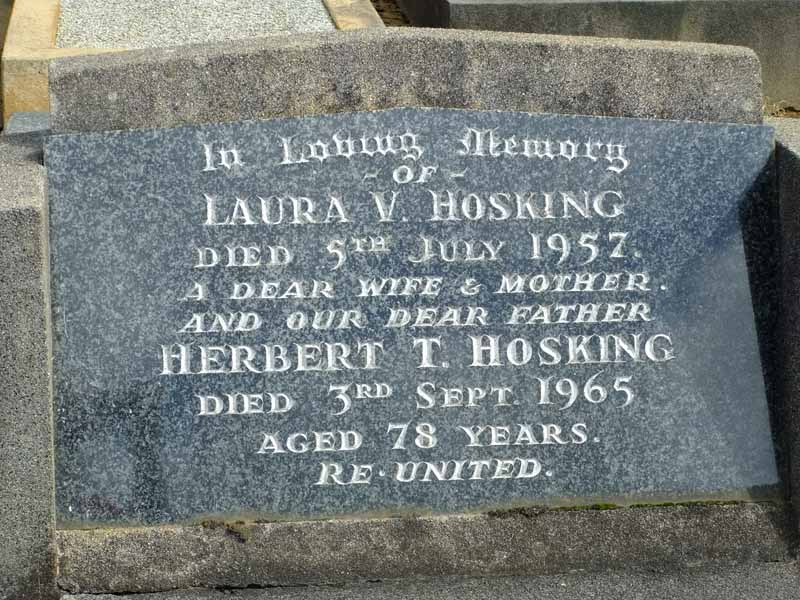 In Loving Memory
- OF -
LAURA V. HOSKING
DIED 5TH JULY 1957.
A DEAR WIFE & MOTHER.
AND OUR DEAR FATHER
HERBERT T. HOSKING
DIED 3RD SEPT. 1965
AGED 78 YEARS.
RE·UNITED.